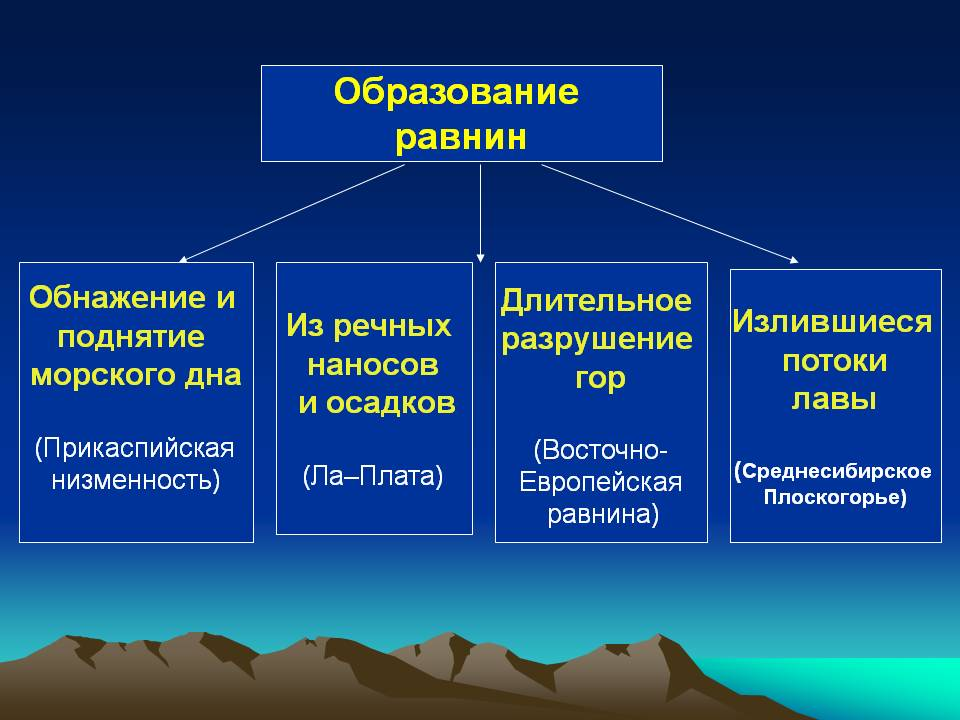 Образование
равнин
Обнажение и
поднятие
морского дна
(Прикаспийская
низменность)
Из речных
наносов
и осадков
(Ла–Плата)
Длительное
разрушение
гор
(Восточно-
Европейская
равнина)
Излившиеся
потоки
лавы
(Среднесибирское
Плоскогорье)